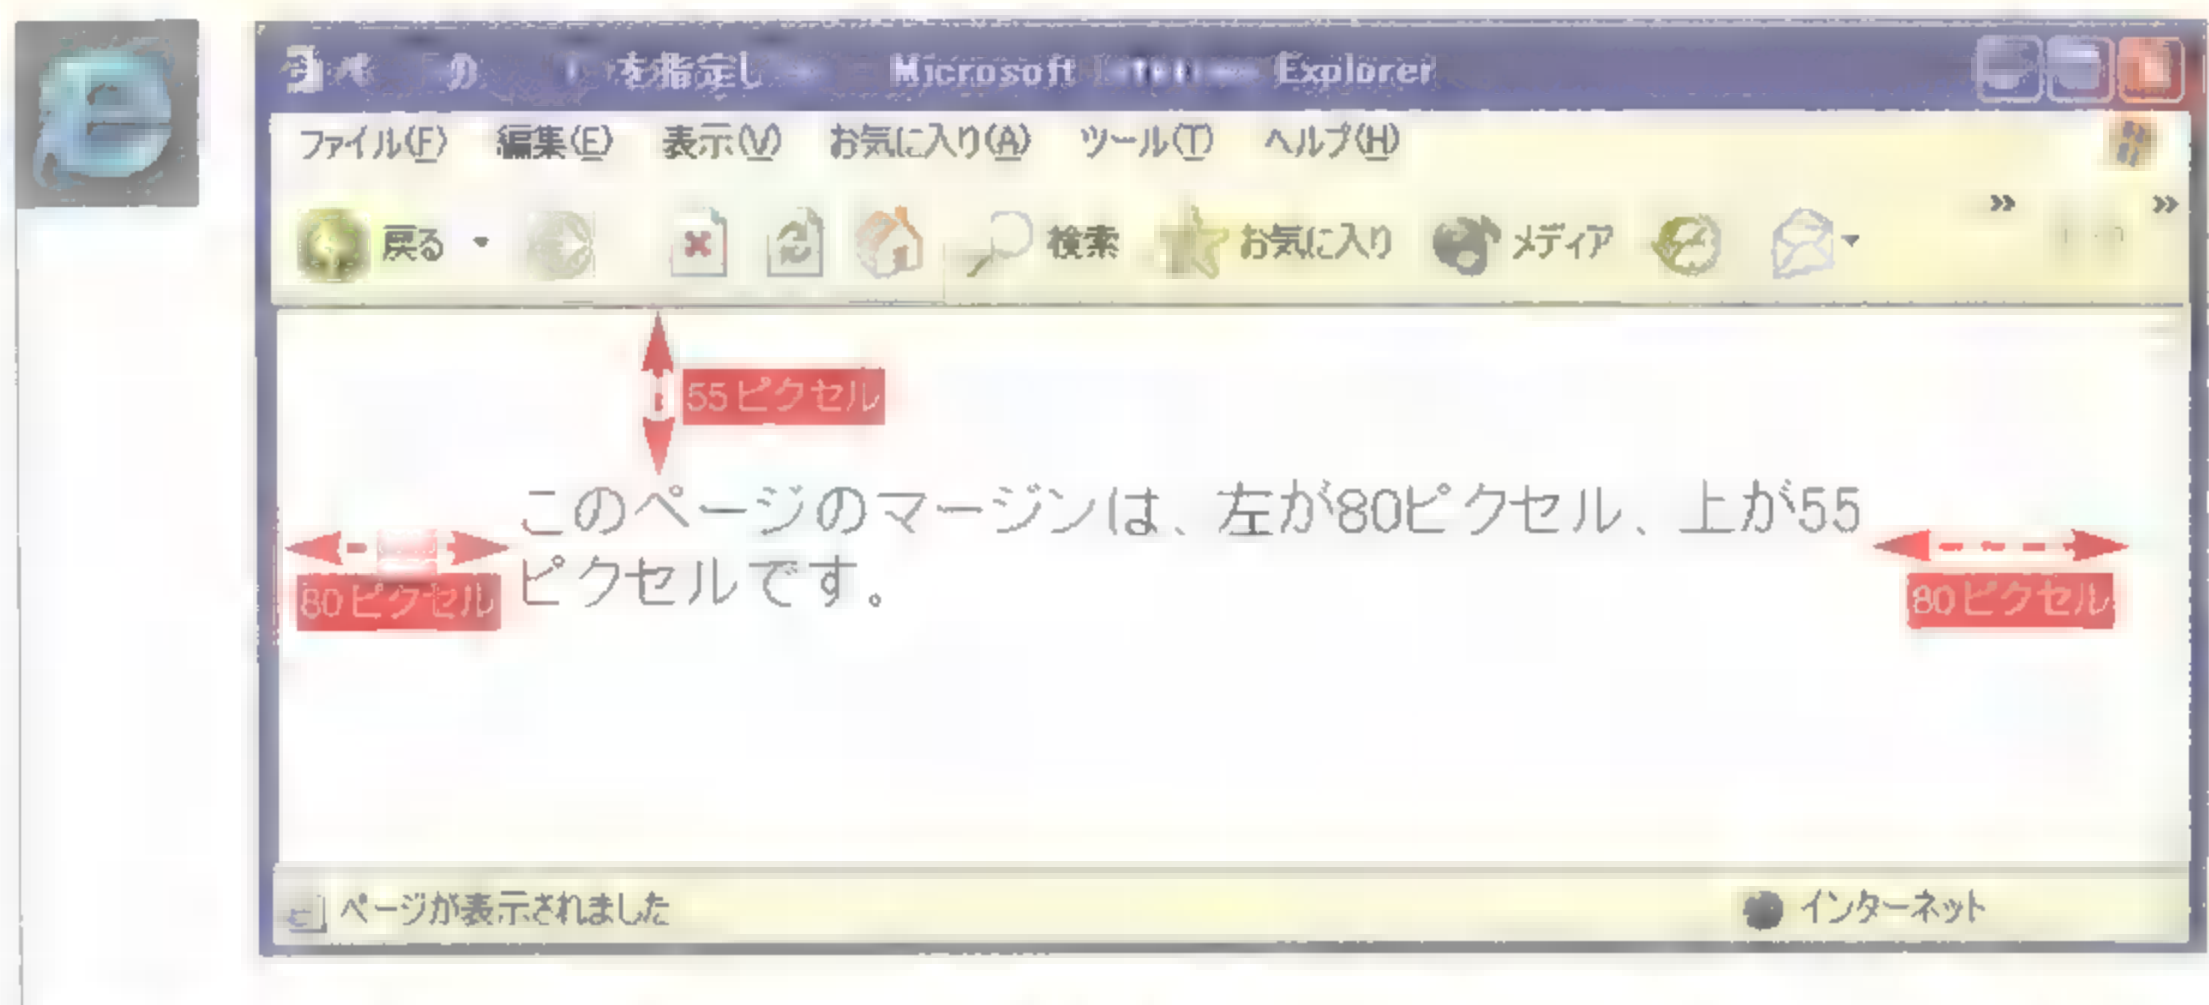 を指定し Microsoft Explorer
ファイル(F) 編集(E) 表示(V) お気に入り(A) ツール(T) ヘルプ(H)
戻る 検索 お気に入り メディア » »
55ピクセル
このページのマージンは、左が80ピクセル、上が55
ピクセルです。
80ピクセル 80ピクセル
ページが表示されました インターネット